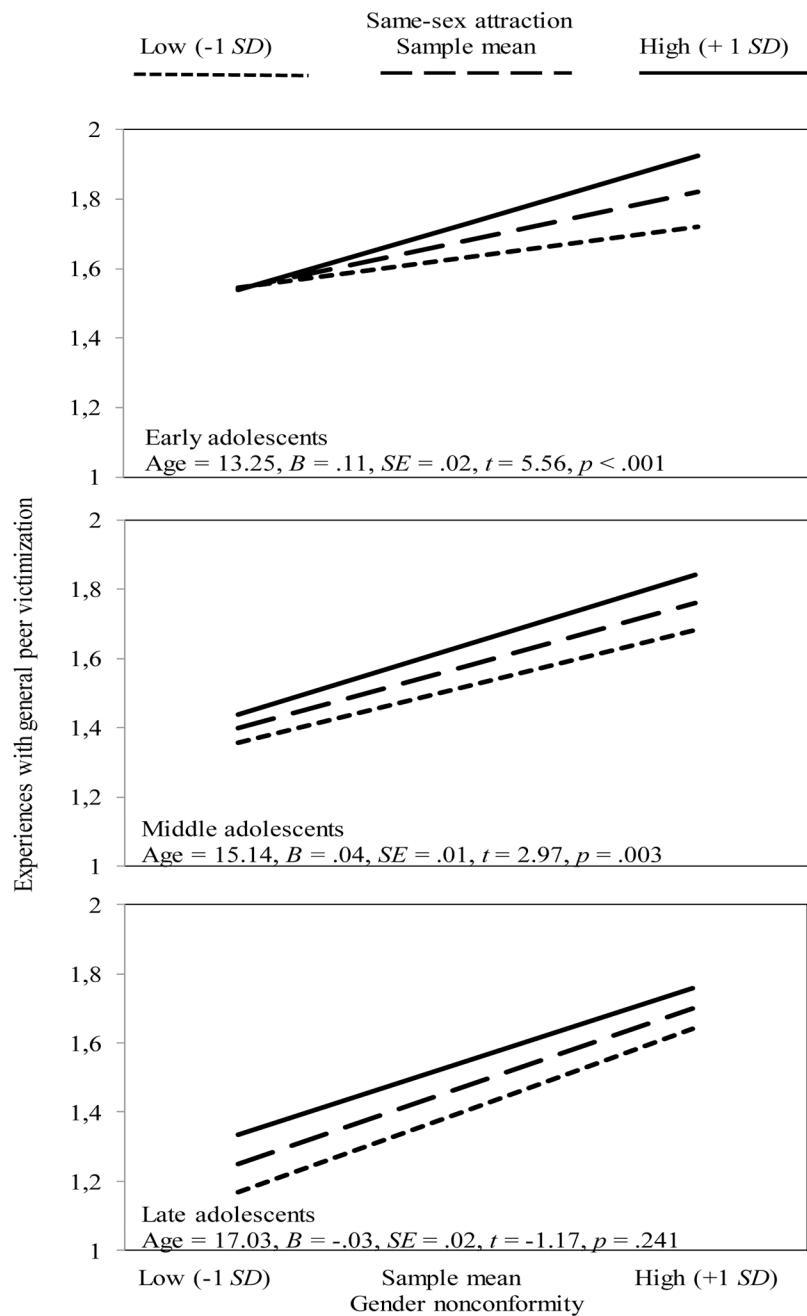 Same-sex attraction
Low (-1 SD) Sample mean High (+ 1 SD)
2
1,8
1,6
1,4
1,2
1
Early adolescents
Age = 13.25, B = .11, SE = .02, t = 5.56, p < .001
Experiences with general peer victimization
2
1,8
1,6
1,4
1,2
1
Middle adolescents
Age = 15.14, B = .04, SE = .01, t = 2.97, p = .003
2
1,8
1,6
1,4
1,2
1
Late adolescents
Age = 17.03, B = -.03, SE = .02, t = -1.17, p = .241
Low (-1 SD) Sample mean High (+1 SD)
Gender nonconformity